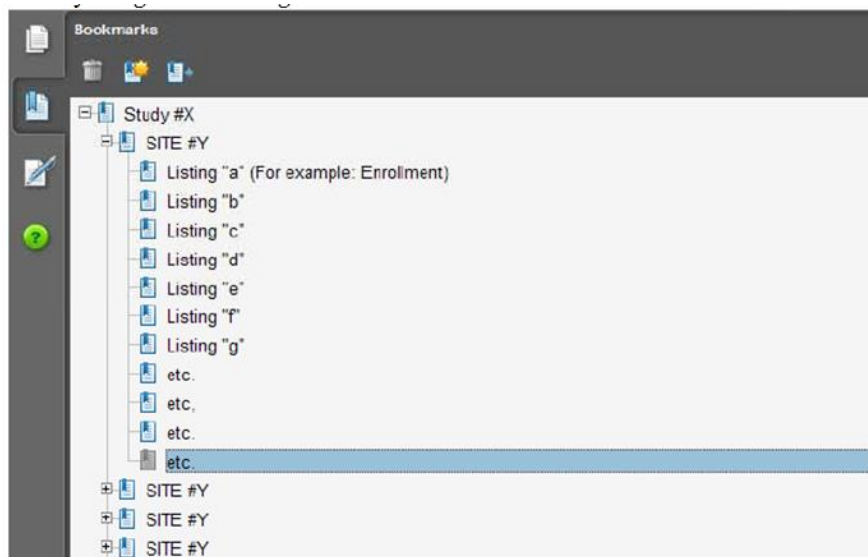 Bookmarks
Study #X
SITE #Y
Listing "a" (For example: Enrollment)
Listing "b"
Listing "c"
Listing "d"
Listing "e"
Listing "f"
Listing "g"
etc.
etc,
etc.
etc.
SITE #Y
SITE #Y
SITE #Y